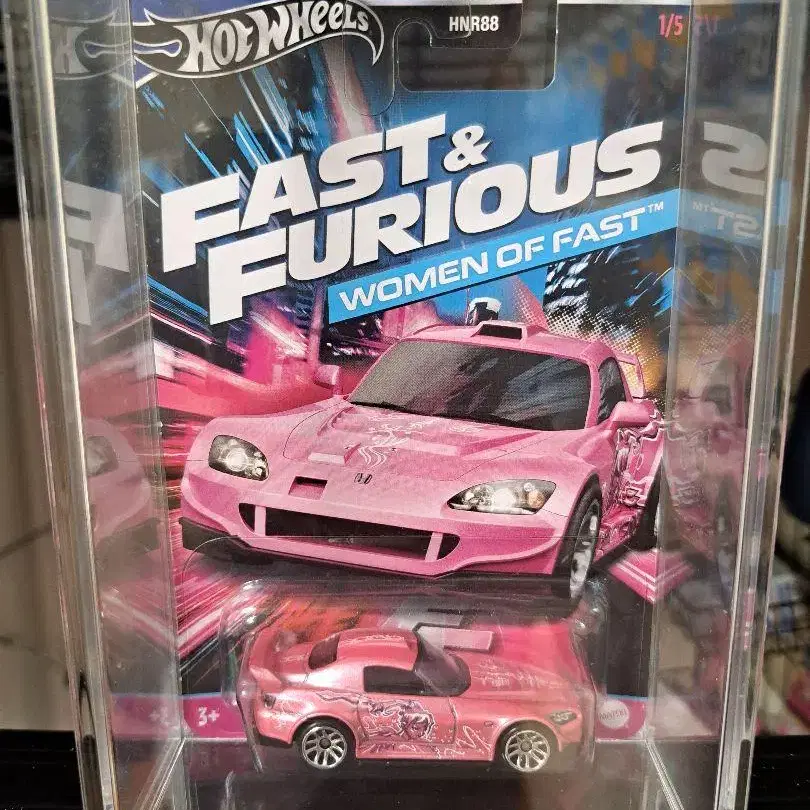 Hot Wheels
HNR88
1/5
FAST &
FURIOUS
WOMEN OF FAST™
3+